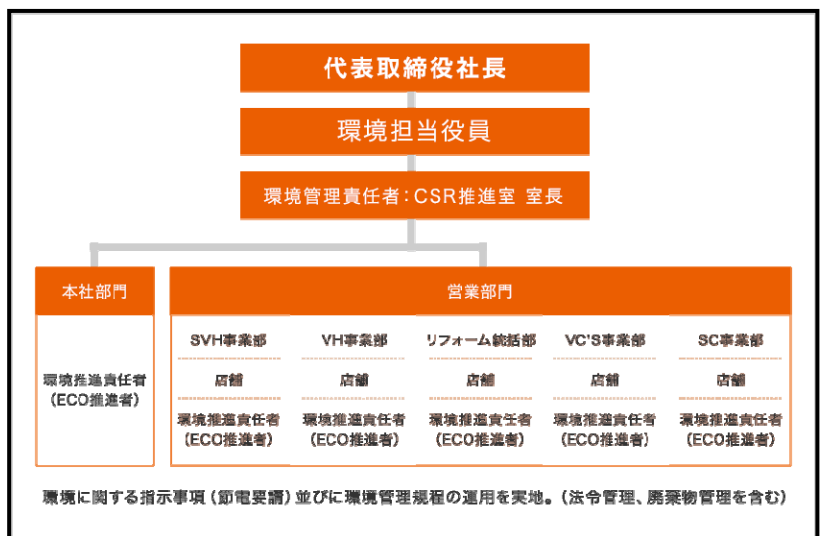 代表取締役社長
環境担当役員
環境管理責任者:CSR推進室 室長
本社部門
営業部門
環境推進責任者
(ECO推進者)
SVH事業部
VH事業部
リフォーム統括部
VC'S事業部
SC事業部
店舗
店舗
店舗
店舗
店舗
環境推進責任者
(ECO推進者)
環境推進責任者
(ECO推進者)
環境推進責任者
(ECO推進者)
環境推進責任者
(ECO推進者)
環境推進責任者
(ECO推進者)
環境に関する指示事項(節電要請)並びに環境管理規程の運用を実地。(法令管理、廃棄物管理を含む)